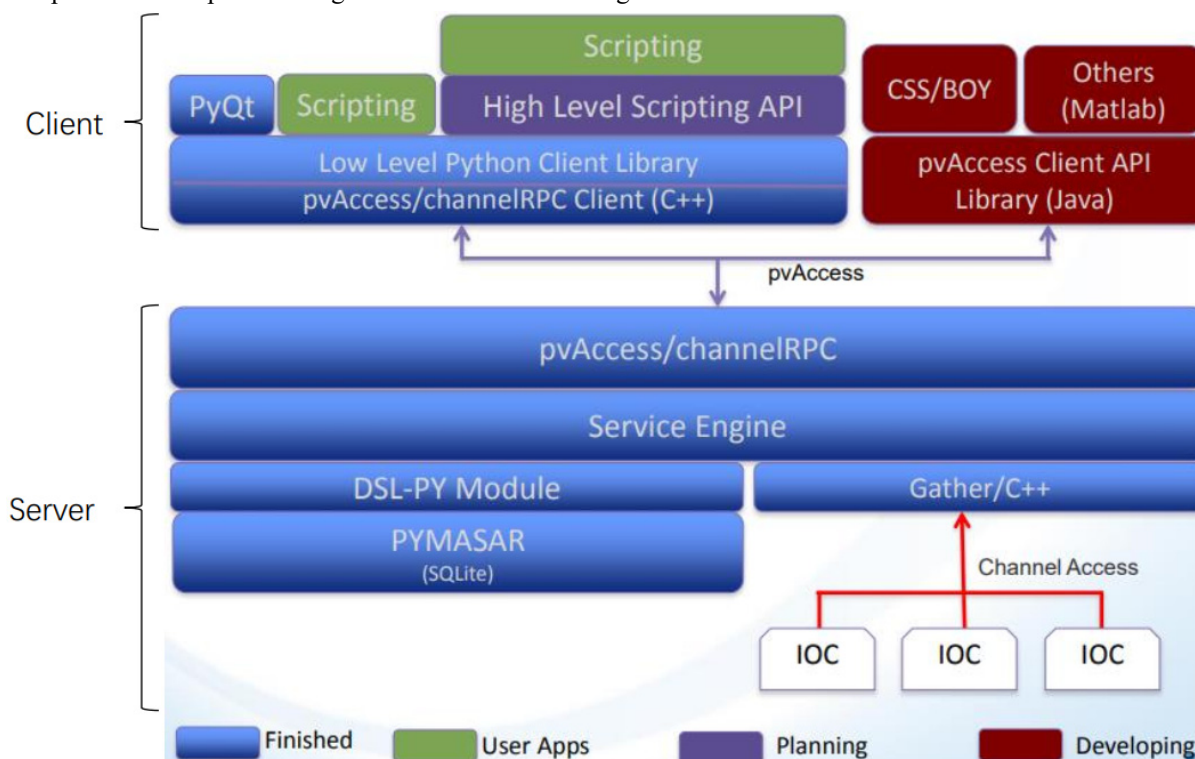 Client
Scripting
PyQt
Scripting
High Level Scripting API
CSS/BOY
Others
(Matlab)
Low Level Python Client Library
pvAccess/channelRPC Client (C++)
pvAccess Client API
Library (Java)
pvAccess
Server
pvAccess/channelRPC
Service Engine
DSL-PY Module
Gather/C++
PYMASAR
(SQLite)
Channel Access
IOC
IOC
IOC
Finished
User Apps
Planning
Developing